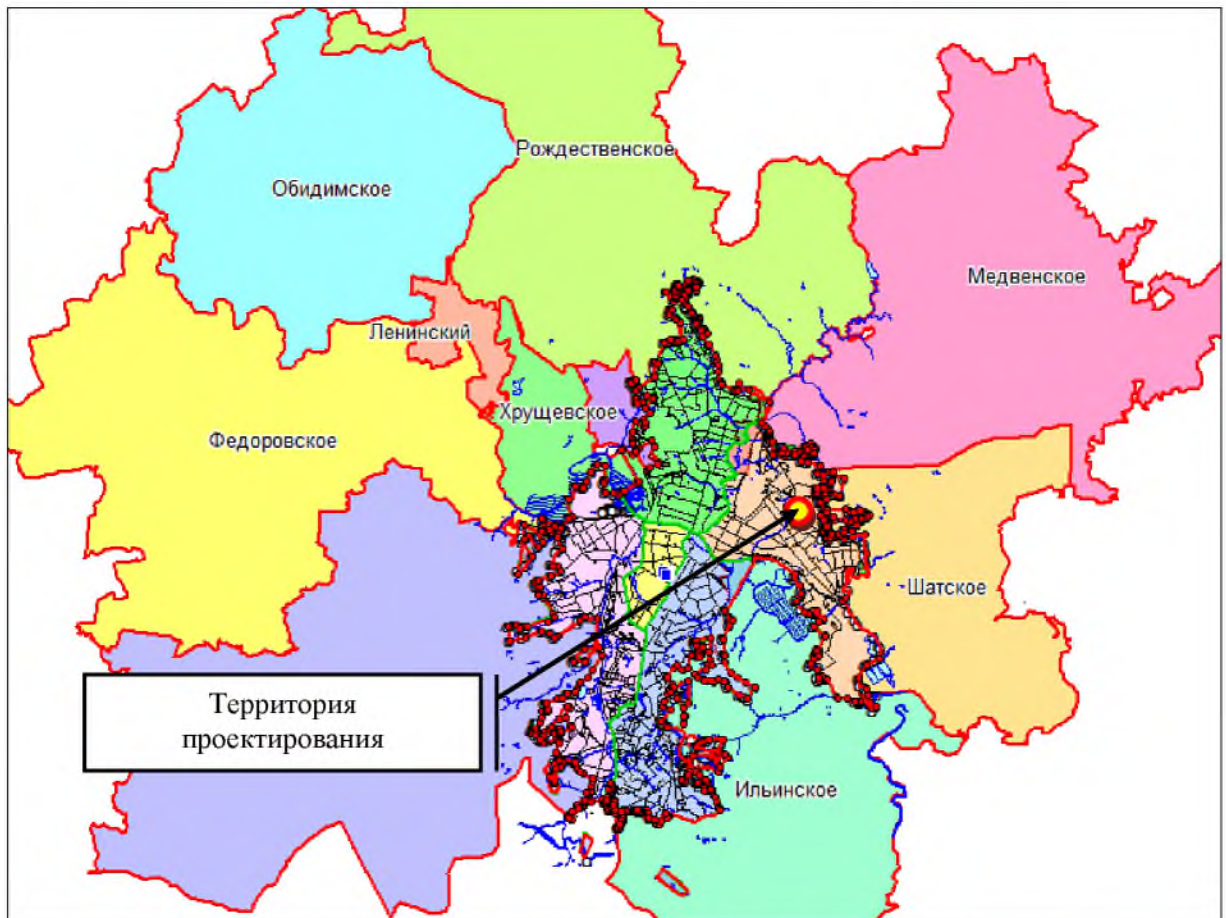 Рождественское
Обидимское
Медвенское
Ленинский
Хрущевское
Федоровское
Шатское
Территория
проектирования
Ильинское